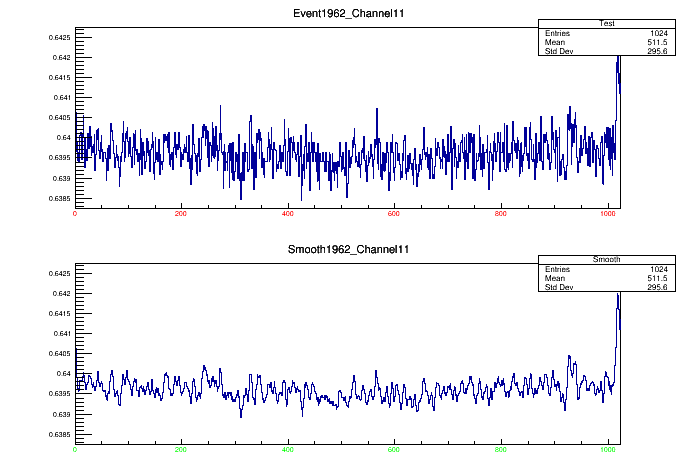 Event1962_Channel11
Test
Entries 1024
Mean 511.5
Std Dev 295.6
0.6425
0.642
0.6415
0.641
0.6405
0.64
0.6395
0.639
0.6385
0 200 400 600 800 1000
Smooth1962_Channel11
Smooth
Entries 1024
Mean 511.5
Std Dev 295.6
0.6425
0.642
0.6415
0.641
0.6405
0.64
0.6395
0.639
0.6385
0 200 400 600 800 1000